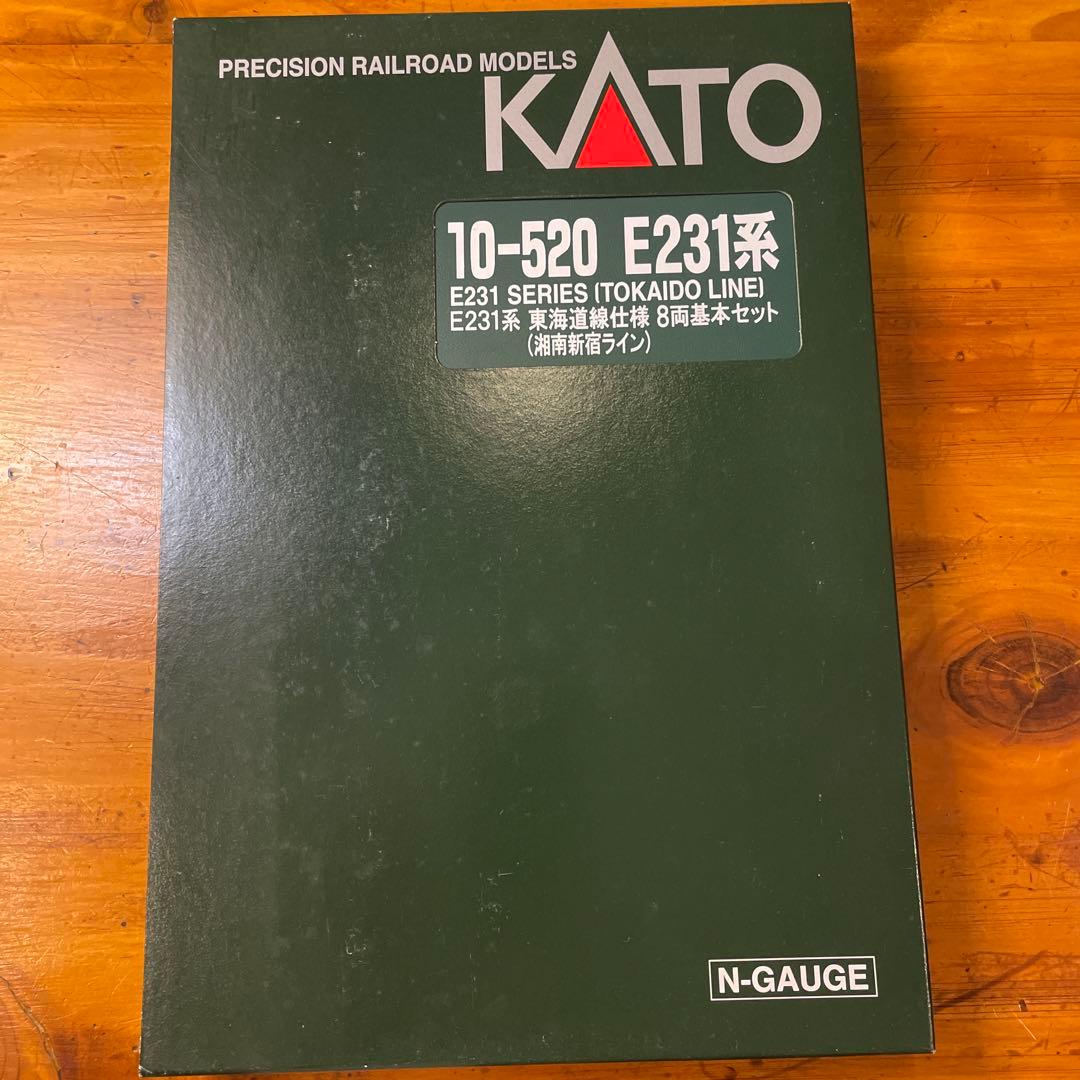 PRECISION RAILROAD MODELS
KATO
10-520 E231系
E231 SERIES (TOKAIDO LINE)
E231系 東海道線仕様 8両基本セット
(湘南新宿ライン)
N-GAUGE